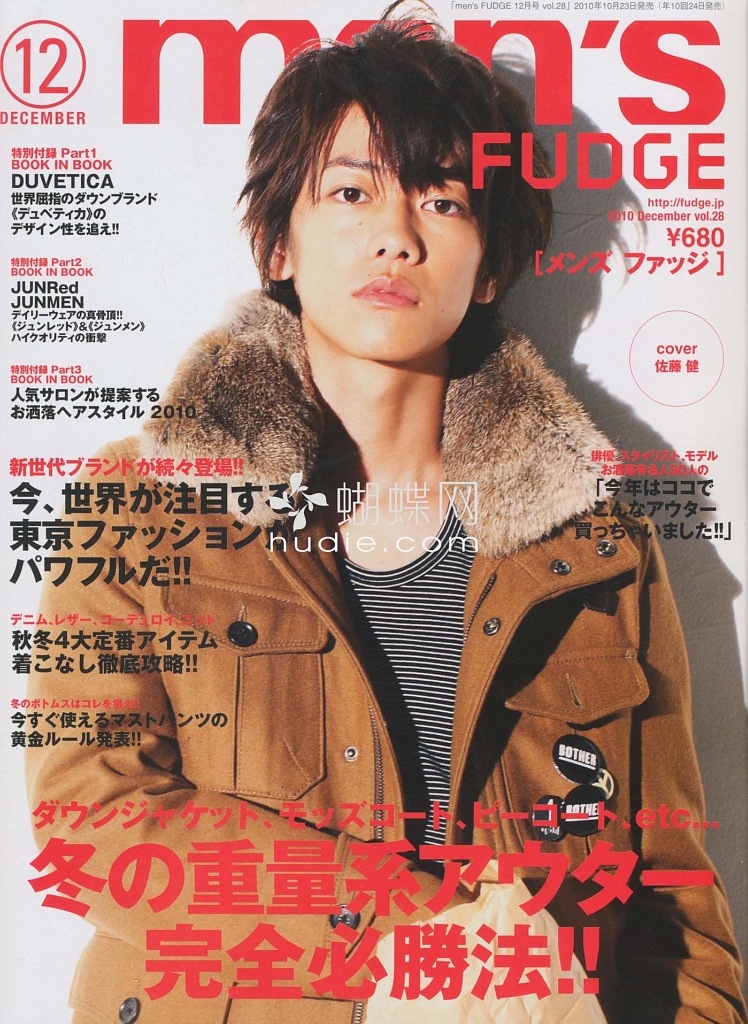 「men's FUDGE 12月号 vol.28」2010年10月23日発売（年10回24日発売）
men's
FUDGE
12
DECEMBER
http://fudge.jp
2010 December vol.28
¥680
[メンズ ファッジ]
特別付録 Part1
BOOK IN BOOK
DUVETICA
世界屈指のダウンブランド
《デュベティカ》の
デザイン性を追え!!
特別付録 Part2
BOOK IN BOOK
JUNRed
JUNMEN
デイリーウェアの真骨頂!!
《ジュンレッド》&《ジュンメン》
ハイクオリティの衝撃
特別付録 Part3
BOOK IN BOOK
人気サロンが提案する
お洒落ヘアスタイル 2010
cover
佐藤 健
新世代ブランドが続々登場!!
今、世界が注目する
東京ファッションが
パワフルだ!!
俳優、スタイリスト、モデル
お洒落有名人50人の
「今年はココで
こんなアウター
買っちゃいました!!」
蝴蝶网
hudie.com
デニム、レザー、コーデュロイ、ニット
秋冬4大定番アイテム
着こなし徹底攻略!!
冬のボトムスはコレを狙え!!
今すぐ使えるマストパンツの
黄金ルール発表!!
BOTHER
BOTHER
ダウンジャケット、モッズコート、ピーコート、etc...
冬の重量系アウター
完全必勝法!!